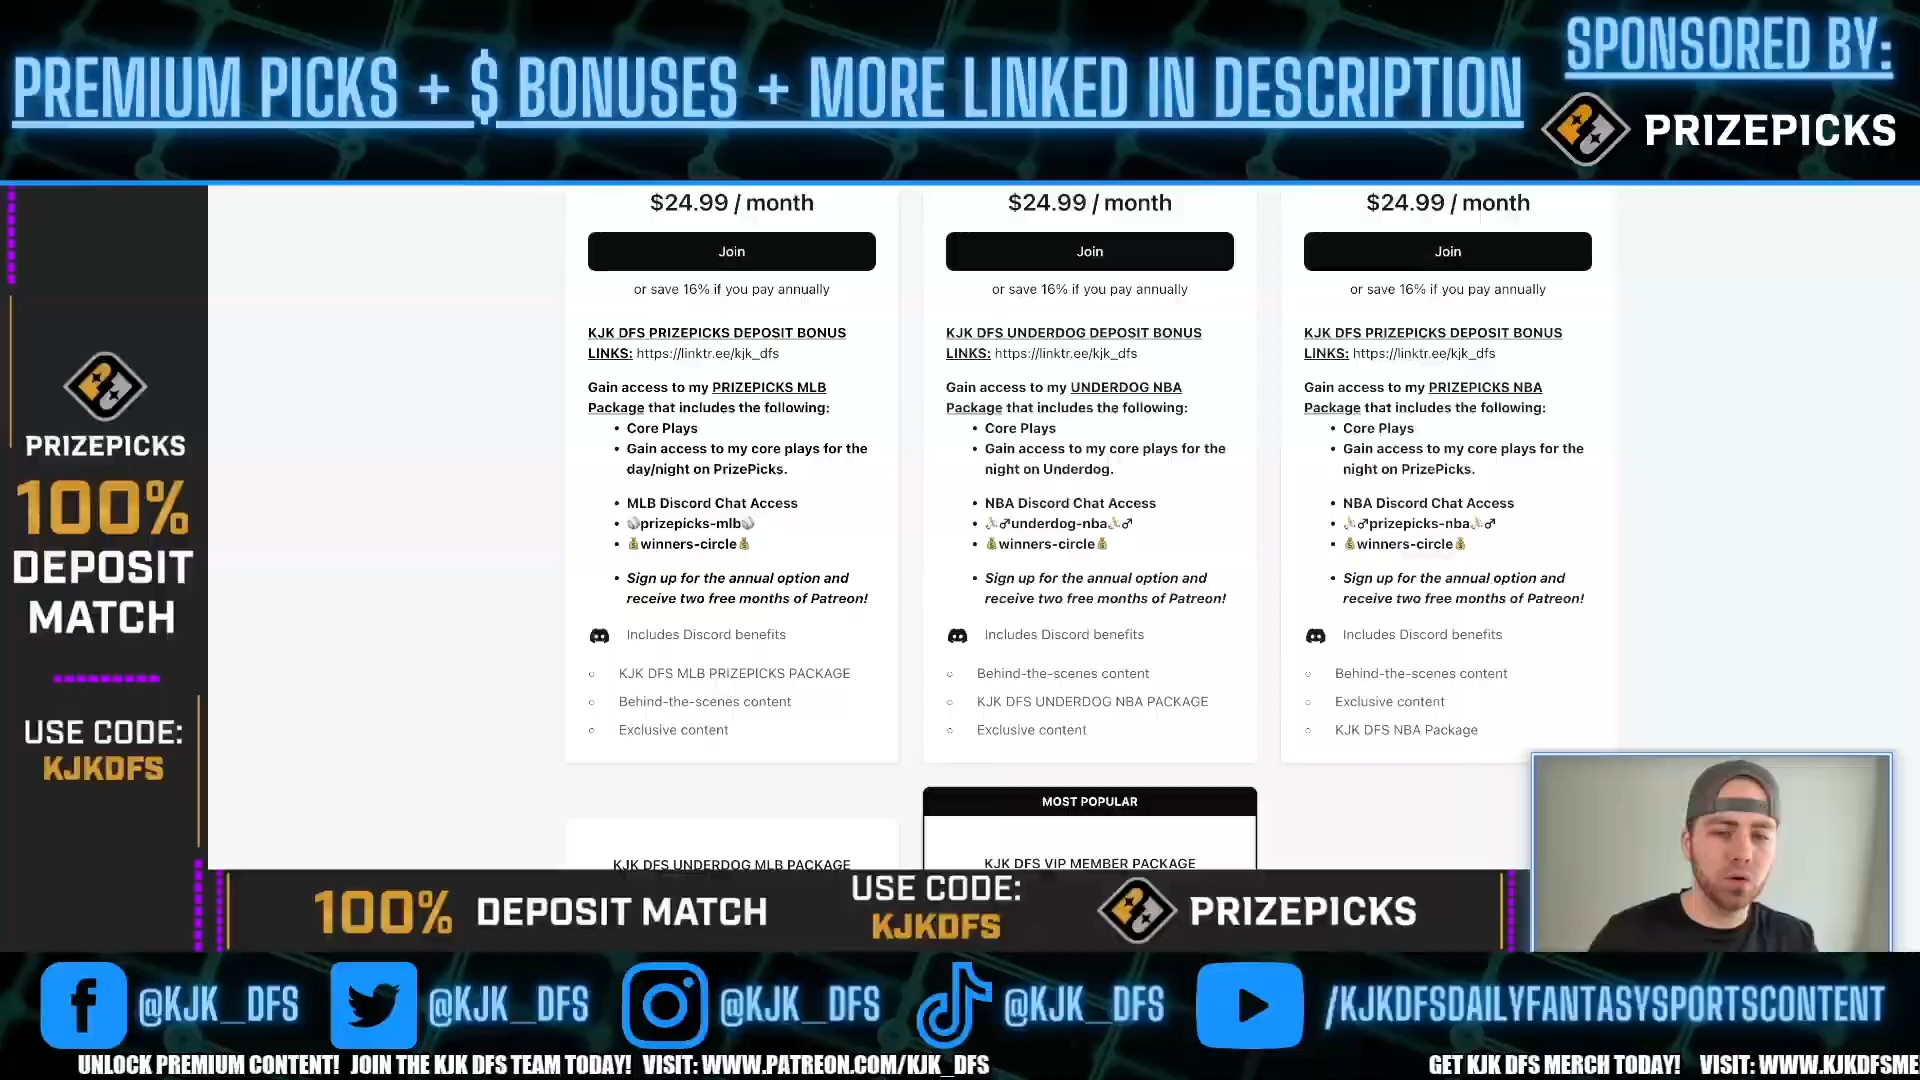 PREMIUM PICKS + $ BONUSES + MORE LINKED IN DESCRIPTION
SPONSORED BY:
PRIZEPICKS
PRIZEPICKS
100%
DEPOSIT
MATCH
USE CODE:
KJKDFS
$24.99 / month
Join
or save 16% if you pay annually
KJK DFS PRIZEPICKS DEPOSIT BONUS
LINKS: https://linktr.ee/kjk_dfs
Gain access to my PRIZEPICKS MLB
Package that includes the following:
• Core Plays
• Gain access to my core plays for the
day/night on PrizePicks.
• MLB Discord Chat Access
• ⚾prizepicks-mlb⚾
• 💰winners-circle💰
• Sign up for the annual option and
receive two free months of Patreon!
Includes Discord benefits
○ KJK DFS MLB PRIZEPICKS PACKAGE
○ Behind-the-scenes content
○ Exclusive content
$24.99 / month
Join
or save 16% if you pay annually
KJK DFS UNDERDOG DEPOSIT BONUS
LINKS: https://linktr.ee/kjk_dfs
Gain access to my UNDERDOG NBA
Package that includes the following:
• Core Plays
• Gain access to my core plays for the
night on Underdog.
• NBA Discord Chat Access
• ⛹♂underdog-nba⛹♂
• 💰winners-circle💰
• Sign up for the annual option and
receive two free months of Patreon!
Includes Discord benefits
○ Behind-the-scenes content
○ KJK DFS UNDERDOG NBA PACKAGE
○ Exclusive content
$24.99 / month
Join
or save 16% if you pay annually
KJK DFS PRIZEPICKS DEPOSIT BONUS
LINKS: https://linktr.ee/kjk_dfs
Gain access to my PRIZEPICKS NBA
Package that includes the following:
• Core Plays
• Gain access to my core plays for the
night on PrizePicks.
• NBA Discord Chat Access
• ⛹♂prizepicks-nba⛹♂
• 💰winners-circle💰
• Sign up for the annual option and
receive two free months of Patreon!
Includes Discord benefits
○ Behind-the-scenes content
○ Exclusive content
○ KJK DFS NBA Package
KJK DFS UNDERDOG MLB PACKAGE
MOST POPULAR
KJK DFS VIP MEMBER PACKAGE
100% DEPOSIT MATCH
USE CODE:
KJKDFS
PRIZEPICKS
@KJK_DFS
@KJK_DFS
@KJK_DFS
@KJK_DFS
/KJKDFSDAILYFANTASYSPORTSCONTENT
UNLOCK PREMIUM CONTENT! JOIN THE KJK DFS TEAM TODAY! VISIT: WWW.PATREON.COM/KJK_DFS
GET KJK DFS MERCH TODAY! VISIT: WWW.KJKDFSME